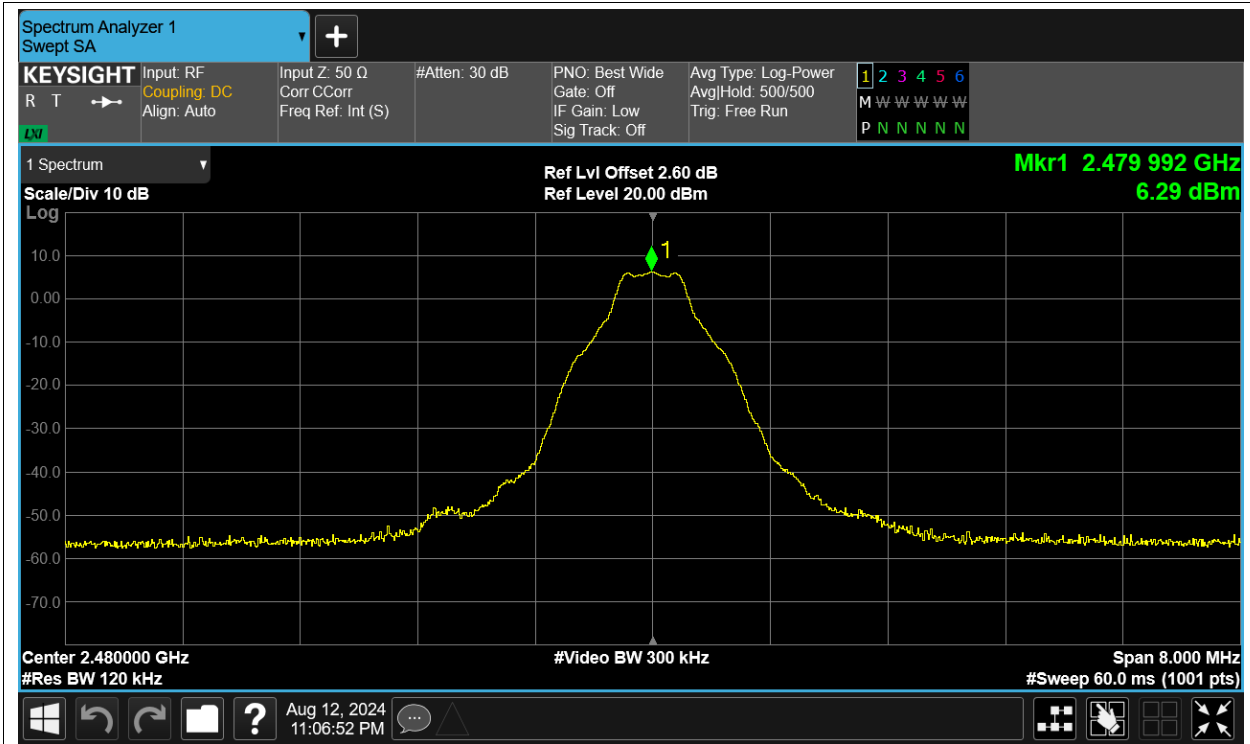 Spectrum Analyzer 1
Swept SA
KEYSIGHT
R T
LXI
Input: RF
Coupling: DC
Align: Auto
Input Z: 50 Ω
Corr CCorr
Freq Ref: Int (S)
#Atten: 30 dB
PNO: Best Wide
Gate: Off
IF Gain: Low
Sig Track: Off
Avg Type: Log-Power
Avg|Hold: 500/500
Trig: Free Run
1 2 3 4 5 6
M W W W W W
P N N N N N
1 Spectrum
Scale/Div 10 dB
Log
Ref Lvl Offset 2.60 dB
Ref Level 20.00 dBm
Mkr1 2.479 992 GHz
6.29 dBm
1
10.0
0.00
-10.0
-20.0
-30.0
-40.0
-50.0
-60.0
-70.0
Center 2.480000 GHz
#Video BW 300 kHz
Span 8.000 MHz
#Res BW 120 kHz
#Sweep 60.0 ms (1001 pts)
?
Aug 12, 2024
11:06:52 PM